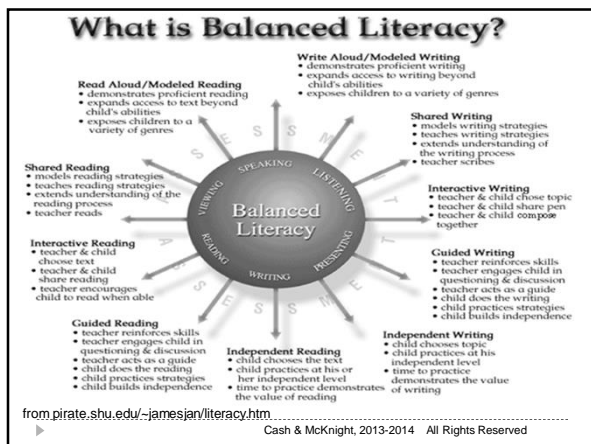 What is Balanced Literacy?
Write Aloud/Modeled Writing
• demonstrates proficient writing
• expands access to writing beyond
child's abilities
• exposes children to a variety of genres
Read Aloud/Modeled Reading
• demonstrates proficient reading
• expands access to text beyond
child's abilities
• exposes children to a
variety of genres
Shared Writing
• models writing strategies
• teaches writing strategies
• extends understanding of
the writing process
• teacher scribes
Shared Reading
• models reading strategies
• teaches reading strategies
• extends understanding of the
reading process
• teacher reads
Interactive Writing
• teacher & child chose topic
• teacher & child share pen
• teacher & child compose
together
Interactive Reading
• teacher & child
choose text
• teacher & child
share reading
• teacher encourages
child to read when able
Guided Writing
• teacher reinforces skills
• teacher engages child in
questioning & discussion
• teacher acts as a guide
• child does the writing
• child practices strategies
• child builds independence
Guided Reading
• teacher reinforces skills
• teacher engages child in
questioning & discussion
• teacher acts as a guide
• child does the reading
• child practices strategies
• child builds independence
Independent Reading
• child chooses the text
• child practices at his or
her independent level
• time to practice demonstrates
the value of reading
Independent Writing
• child chooses topic
• child practices at his
independent level
• time to practice
demonstrates the value of
writing
ASSESSMENT
ASSESSMENT
VIEWING
SPEAKING
LISTENING
Balanced
Literacy
READING
WRITING
PRESENTING
from pirate.shu.edu/~jamesjan/literacy.htm
Cash & McKnight, 2013-2014 All Rights Reserved